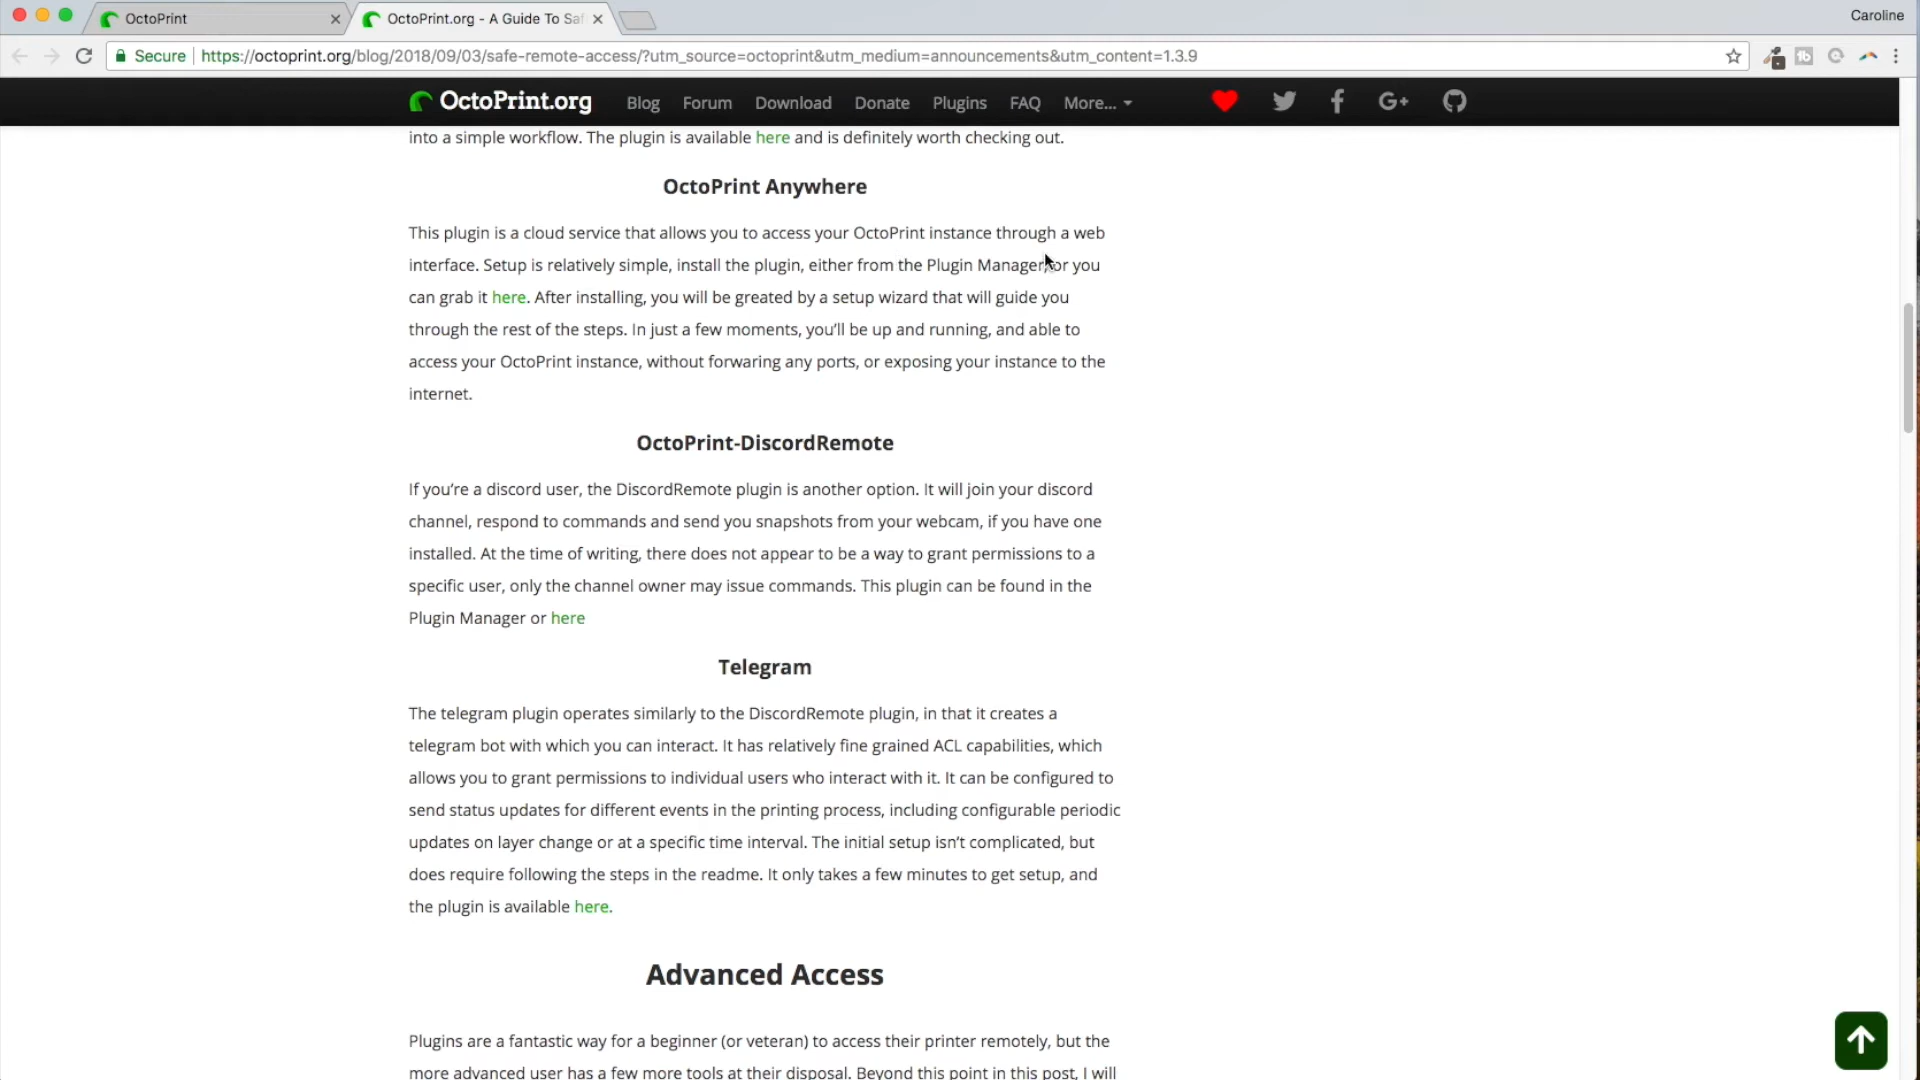 OctoPrint
OctoPrint.org - A Guide To Saf
Caroline
Secure
https://octoprint.org/blog/2018/09/03/safe-remote-access/?utm_source=octoprint&utm_medium=announcements&utm_content=1.3.9
OctoPrint.org
Blog
Forum
Download
Donate
Plugins
FAQ
More...
into a simple workflow. The plugin is available here and is definitely worth checking out.
OctoPrint Anywhere
This plugin is a cloud service that allows you to access your OctoPrint instance through a web
interface. Setup is relatively simple, install the plugin, either from the Plugin Manager or you
can grab it here. After installing, you will be greated by a setup wizard that will guide you
through the rest of the steps. In just a few moments, you'll be up and running, and able to
access your OctoPrint instance, without forwaring any ports, or exposing your instance to the
internet.
OctoPrint-DiscordRemote
If you’re a discord user, the DiscordRemote plugin is another option. It will join your discord
channel, respond to commands and send you snapshots from your webcam, if you have one
installed. At the time of writing, there does not appear to be a way to grant permissions to a
specific user, only the channel owner may issue commands. This plugin can be found in the
Plugin Manager or here
Telegram
The telegram plugin operates similarly to the DiscordRemote plugin, in that it creates a
telegram bot with which you can interact. It has relatively fine grained ACL capabilities, which
allows you to grant permissions to individual users who interact with it. It can be configured to
send status updates for different events in the printing process, including configurable periodic
updates on layer change or at a specific time interval. The initial setup isn’t complicated, but
does require following the steps in the readme. It only takes a few minutes to get setup, and
the plugin is available here.
Advanced Access
Plugins are a fantastic way for a beginner (or veteran) to access their printer remotely, but the
more advanced user has a few more tools at their disposal. Beyond this point in this post, I will